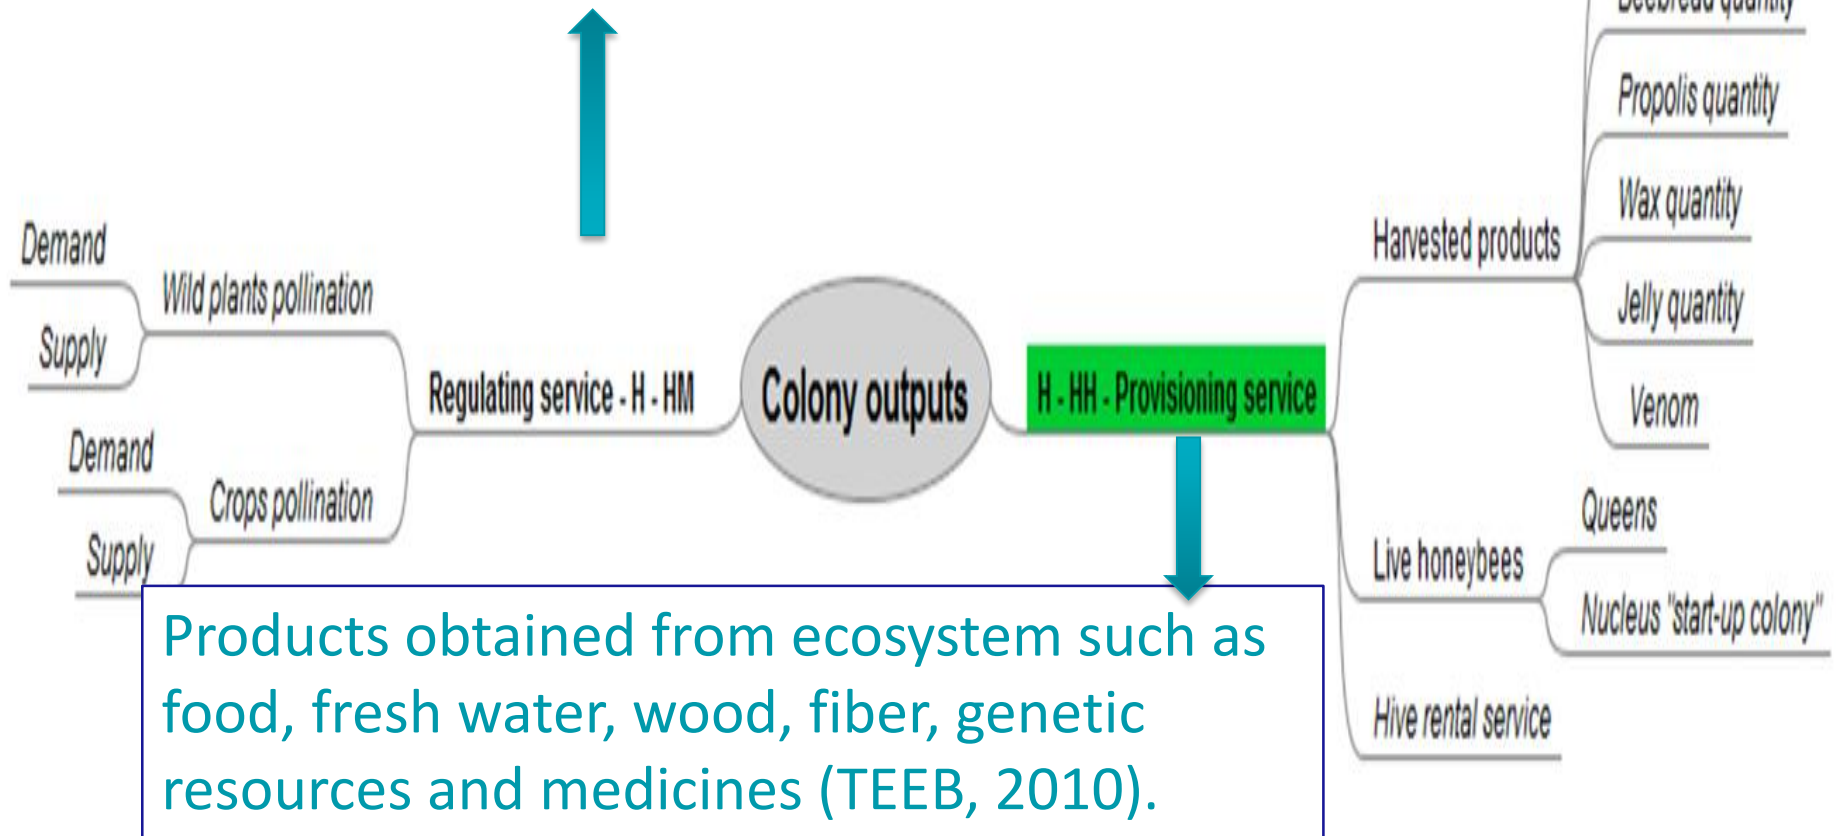 Beebread quantity
Propolis quantity
Wax quantity
Harvested products
Jelly quantity
Venom
Demand
Wild plants pollination
Supply
Regulating service - H - HM
Colony outputs
H - HH - Provisioning service
Demand
Crops pollination
Supply
Queens
Live honeybees
Nucleus "start-up colony"
Hive rental service
Products obtained from ecosystem such as
food, fresh water, wood, fiber, genetic
resources and medicines (TEEB, 2010).